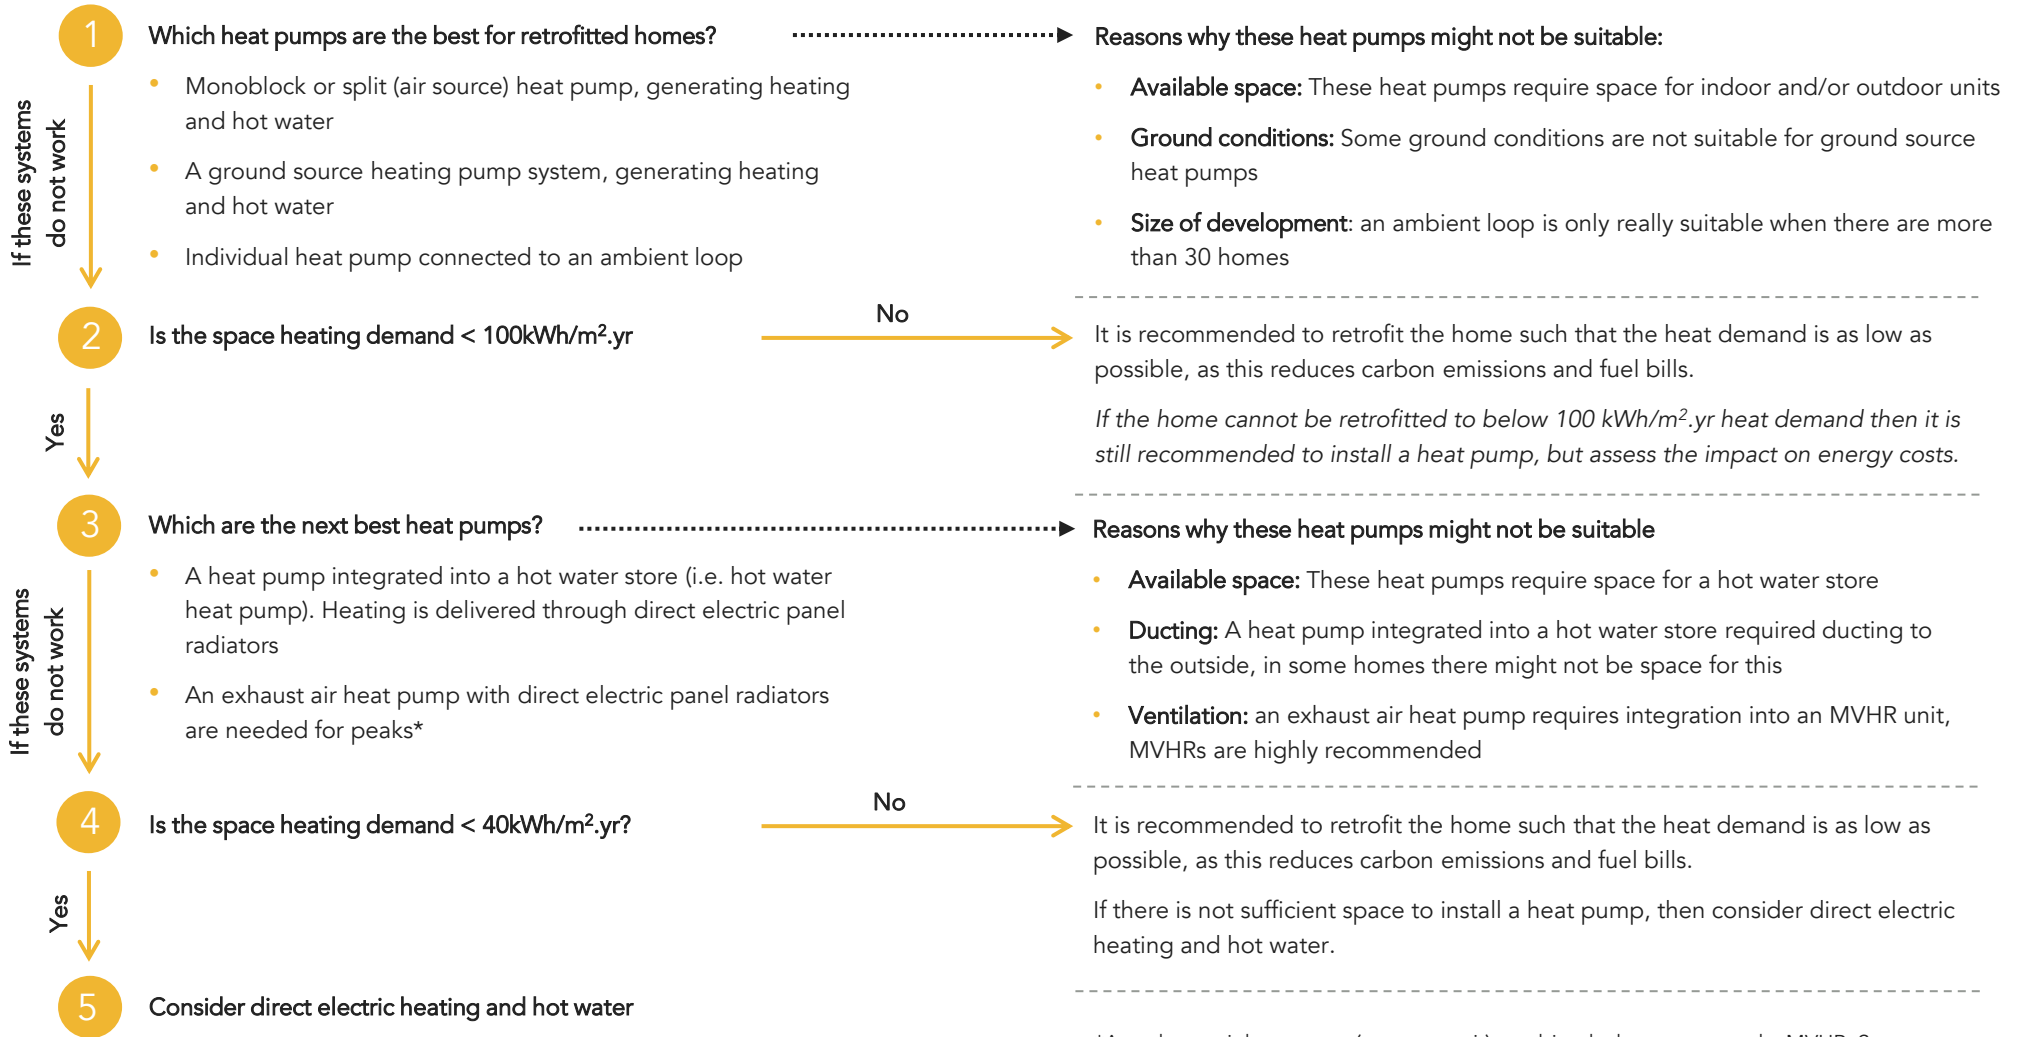 1
Which heat pumps are the best for retrofitted homes?
Monoblock or split (air source) heat pump, generating heating
and hot water
A ground source heating pump system, generating heating
and hot water
Individual heat pump connected to an ambient loop
Reasons why these heat pumps might not be suitable:
Available space: These heat pumps require space for indoor and/or outdoor units
Ground conditions: Some ground conditions are not suitable for ground source
heat pumps
Size of development: an ambient loop is only really suitable when there are more
than 30 homes
If these systems
do not work
2
Is the space heating demand < 100kWh/m².yr
No
It is recommended to retrofit the home such that the heat demand is as low as
possible, as this reduces carbon emissions and fuel bills.
If the home cannot be retrofitted to below 100 kWh/m².yr heat demand then it is
still recommended to install a heat pump, but assess the impact on energy costs.
Yes
3
Which are the next best heat pumps?
A heat pump integrated into a hot water store (i.e. hot water
heat pump). Heating is delivered through direct electric panel
radiators
An exhaust air heat pump with direct electric panel radiators
are needed for peaks*
Reasons why these heat pumps might not be suitable
Available space: These heat pumps require space for a hot water store
Ducting: A heat pump integrated into a hot water store required ducting to
the outside, in some homes there might not be space for this
Ventilation: an exhaust air heat pump requires integration into an MVHR unit,
MVHRs are highly recommended
If these systems
do not work
4
Is the space heating demand < 40kWh/m².yr?
No
It is recommended to retrofit the home such that the heat demand is as low as
possible, as this reduces carbon emissions and fuel bills.
If there is not sufficient space to install a heat pump, then consider direct electric
heating and hot water.
Yes
5
Consider direct electric heating and hot water